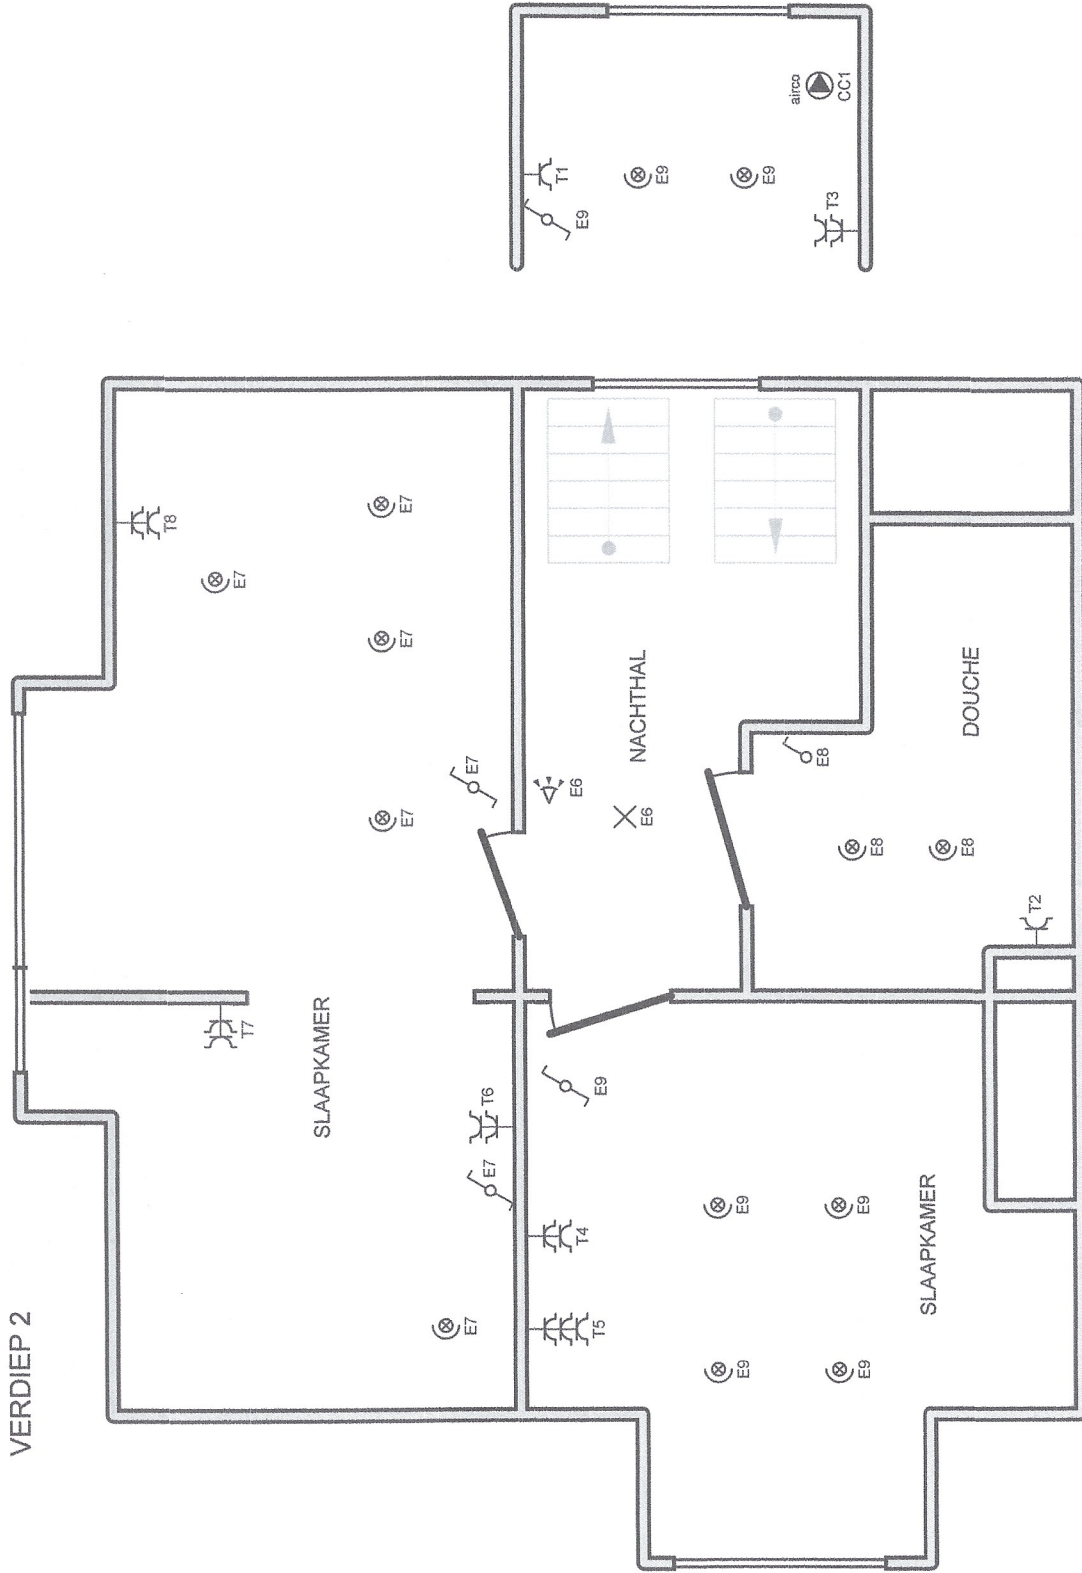 VERDIEP 2
T7
T8
E7
E7
E7
E7
SLAAPKAMER
E7
T6
E7
E7
T5
T4
E9
E6
E6
NACHTHAL
E9
E9
E9
E9
SLAAPKAMER
T2
E8
E8
E8
DOUCHE
E9
T1
E9
E9
T3
airco
CC1